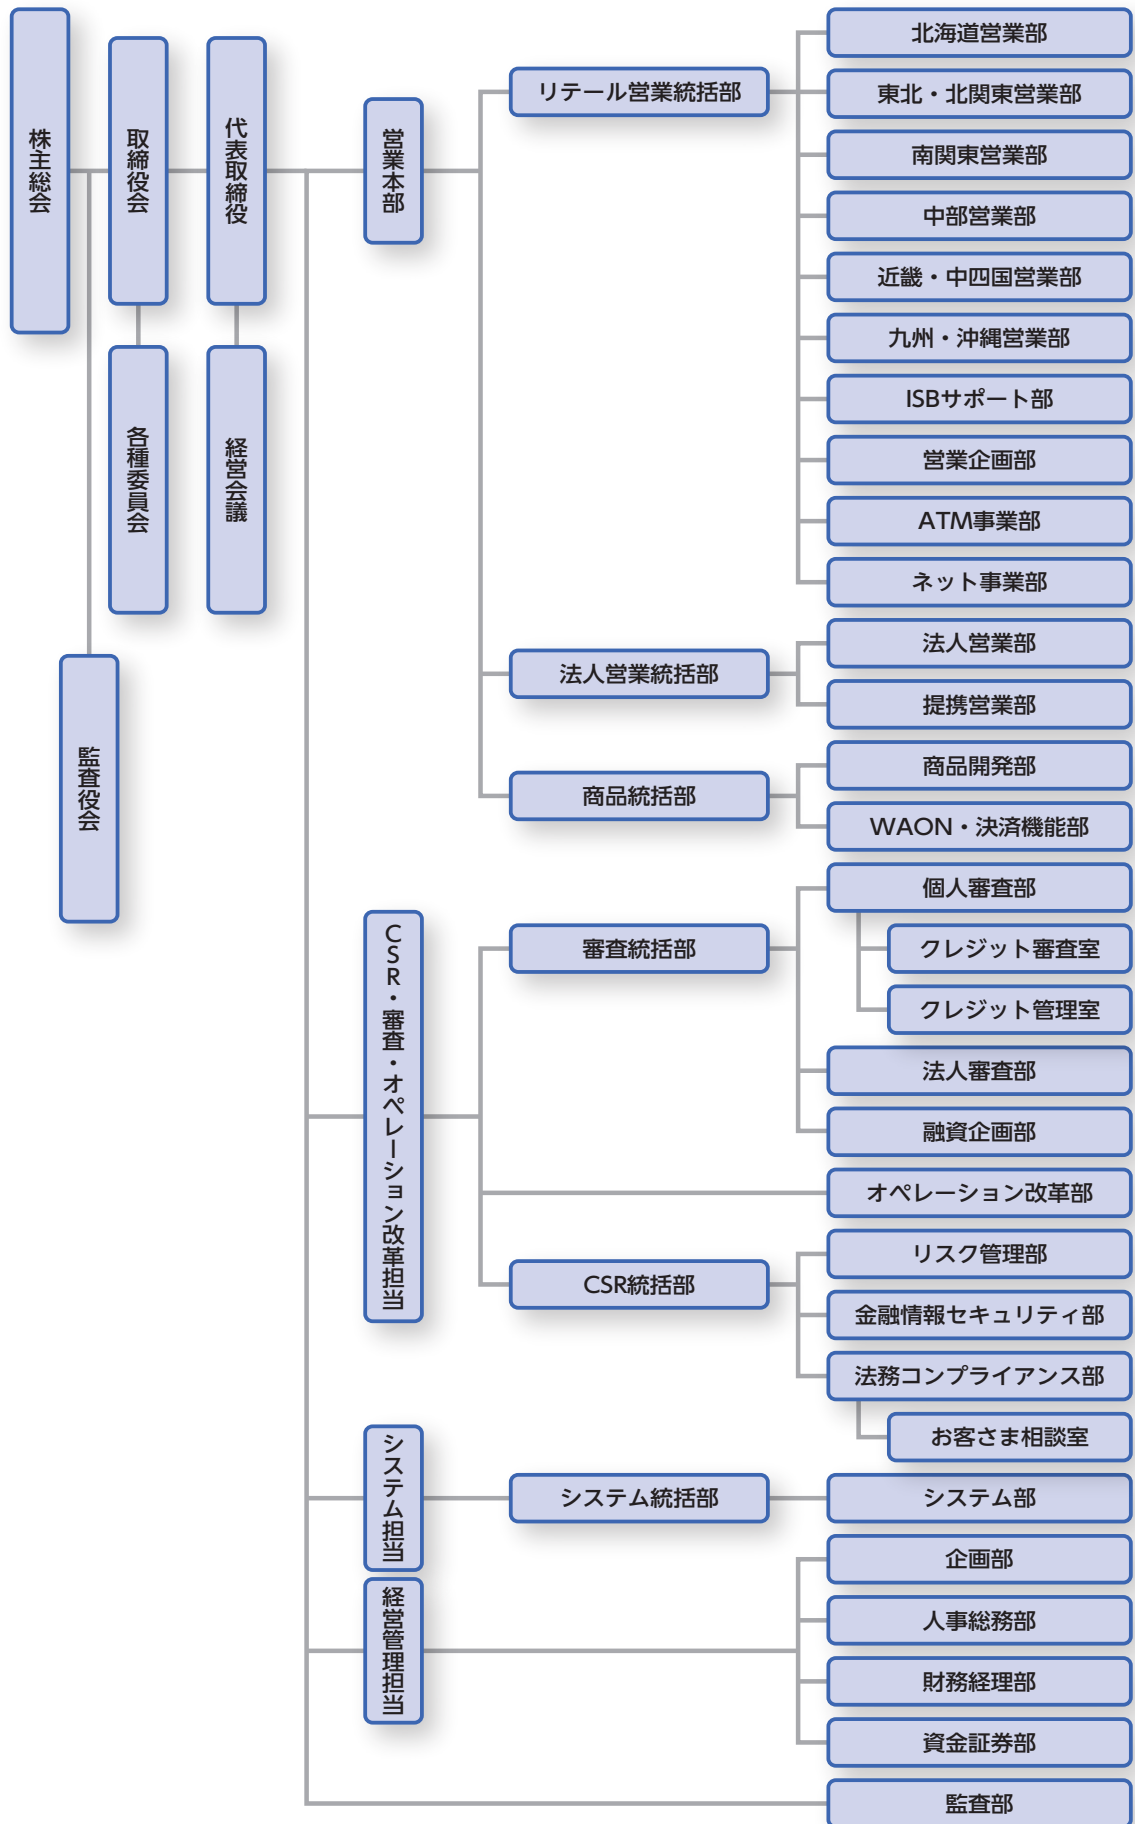 株主総会
取締役会
代表取締役
各種委員会
経営会議
監査役会
営業本部
リテール営業統括部
北海道営業部
東北・北関東営業部
南関東営業部
中部営業部
近畿・中四国営業部
九州・沖縄営業部
ISBサポート部
営業企画部
ATM事業部
ネット事業部
法人営業統括部
法人営業部
提携営業部
商品統括部
商品開発部
WAON・決済機能部
CSR・審査・オペレーション改革担当
審査統括部
個人審査部
クレジット審査室
クレジット管理室
法人審査部
融資企画部
オペレーション改革部
CSR統括部
リスク管理部
金融情報セキュリティ部
法務コンプライアンス部
お客さま相談室
システム担当
システム統括部
システム部
経営管理担当
企画部
人事総務部
財務経理部
資金証券部
監査部